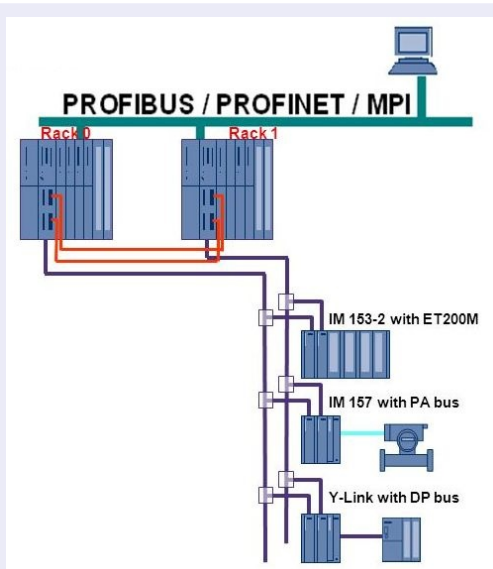 PROFIBUS / PROFINET / MPI
Rack 0
Rack 1
IM 153-2 with ET200M
IM 157 with PA bus
Y-Link with DP bus